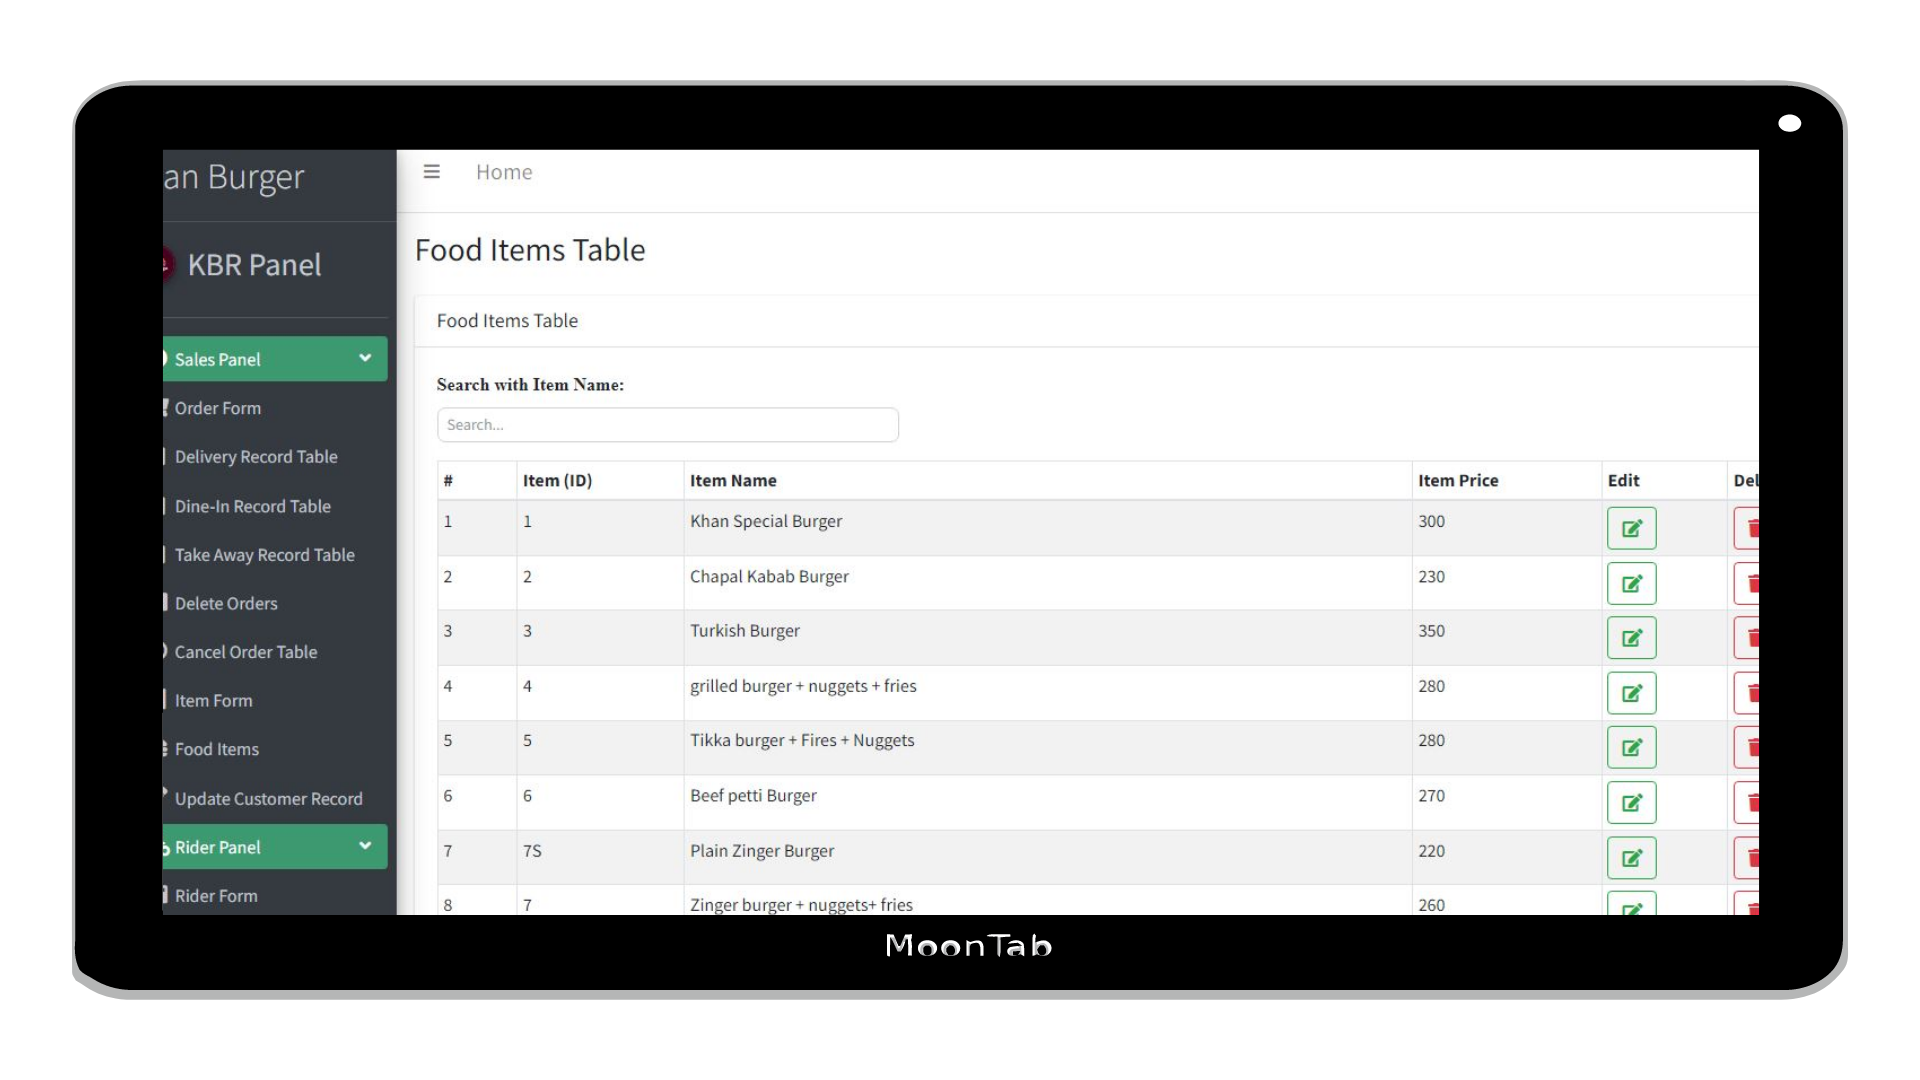 an Burger
KBR Panel
Sales Panel
Order Form
Delivery Record Table
Dine-In Record Table
Take Away Record Table
Delete Orders
Cancel Order Table
Item Form
Food Items
Update Customer Record
Rider Panel
Rider Form
Home
Food Items Table
Food Items Table
Search with Item Name:
Search...
# Item (ID) Item Name Item Price Edit Del
1 1 Khan Special Burger 300
2 2 Chapal Kabab Burger 230
3 3 Turkish Burger 350
4 4 grilled burger + nuggets + fries 280
5 5 Tikka burger + Fires + Nuggets 280
6 6 Beef petti Burger 270
7 7S Plain Zinger Burger 220
8 7 Zinger burger + nuggets+ fries 260
MoonTab